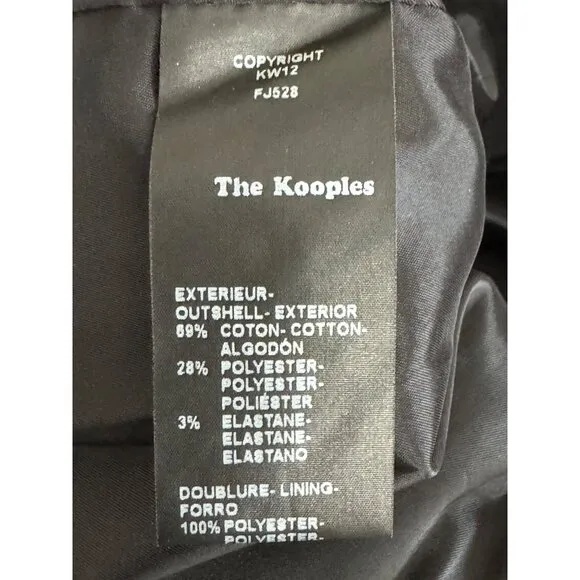 COPYRIGHT
KW12
FJ528
The Kooples
EXTERIEUR-
OUTSHELL- EXTERIOR
69% COTON- COTTON-
ALGODÓN
28% POLYESTER-
POLYESTER-
POLIÉSTER
3% ELASTANE-
ELASTANE-
ELASTANO
DOUBLURE- LINING-
FORRO
100% POLYESTER-
POLYESTER-